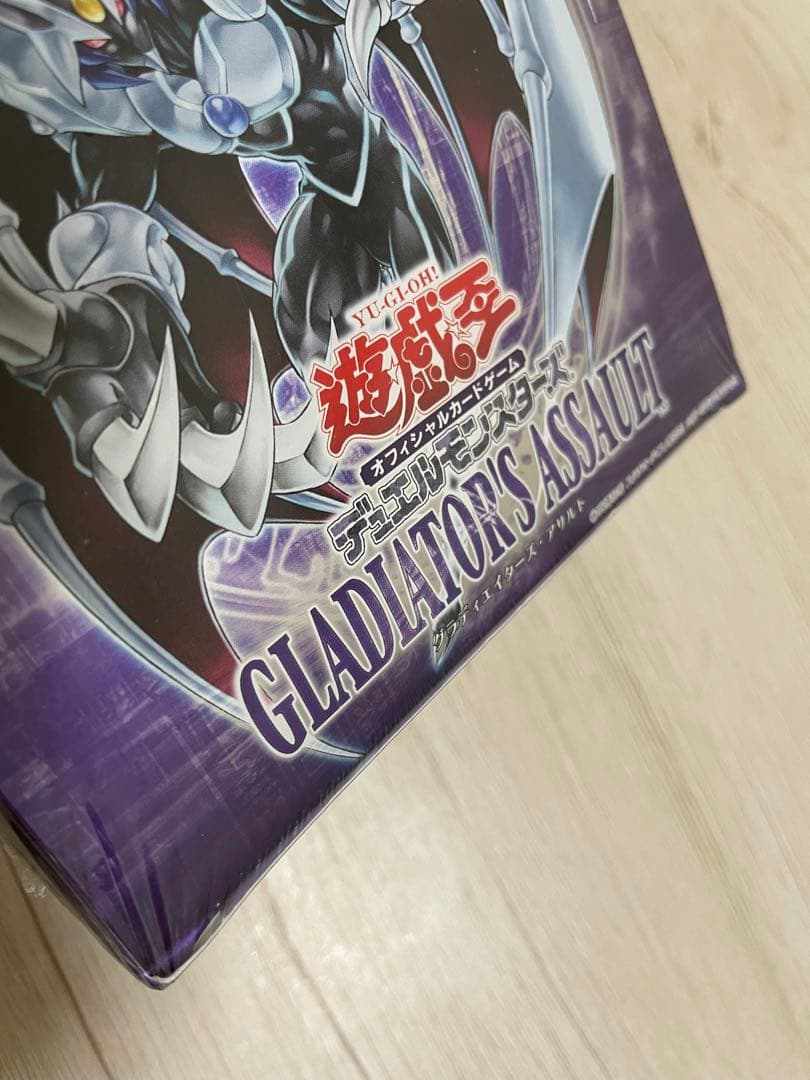 YU-GI-OH!
遊戯王
オフィシャルカードゲーム
デュエルモンスターズ
GLADIATOR'S ASSAULT
グラディエイターズ・アサルト